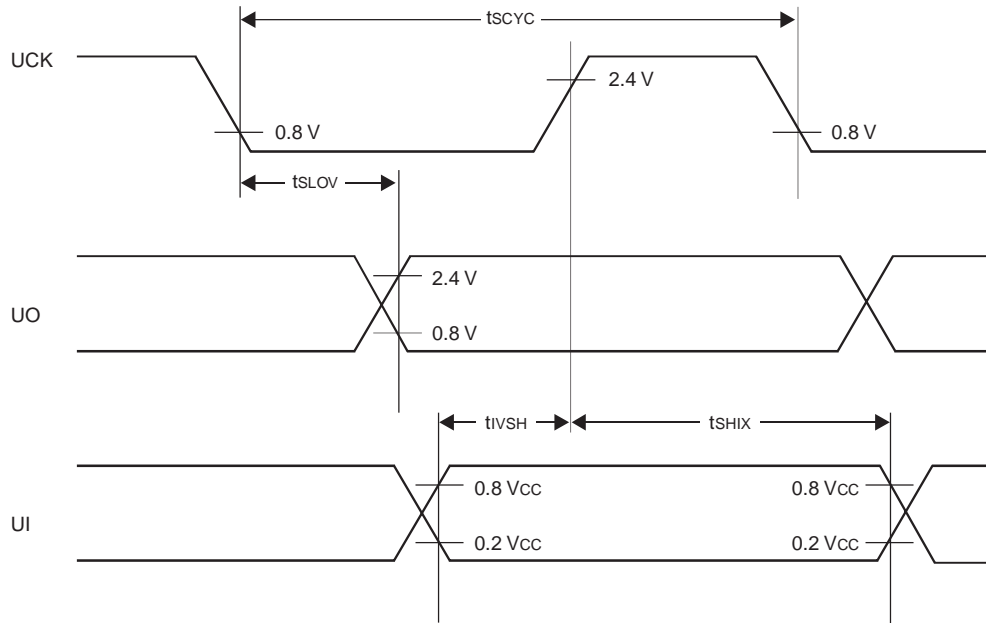 tSCYC
UCK
2.4 V
0.8 V
0.8 V
tSLOV
2.4 V
UO
0.8 V
tIVSH
tSHIX
0.8 VCC
0.8 VCC
UI
0.2 VCC
0.2 VCC